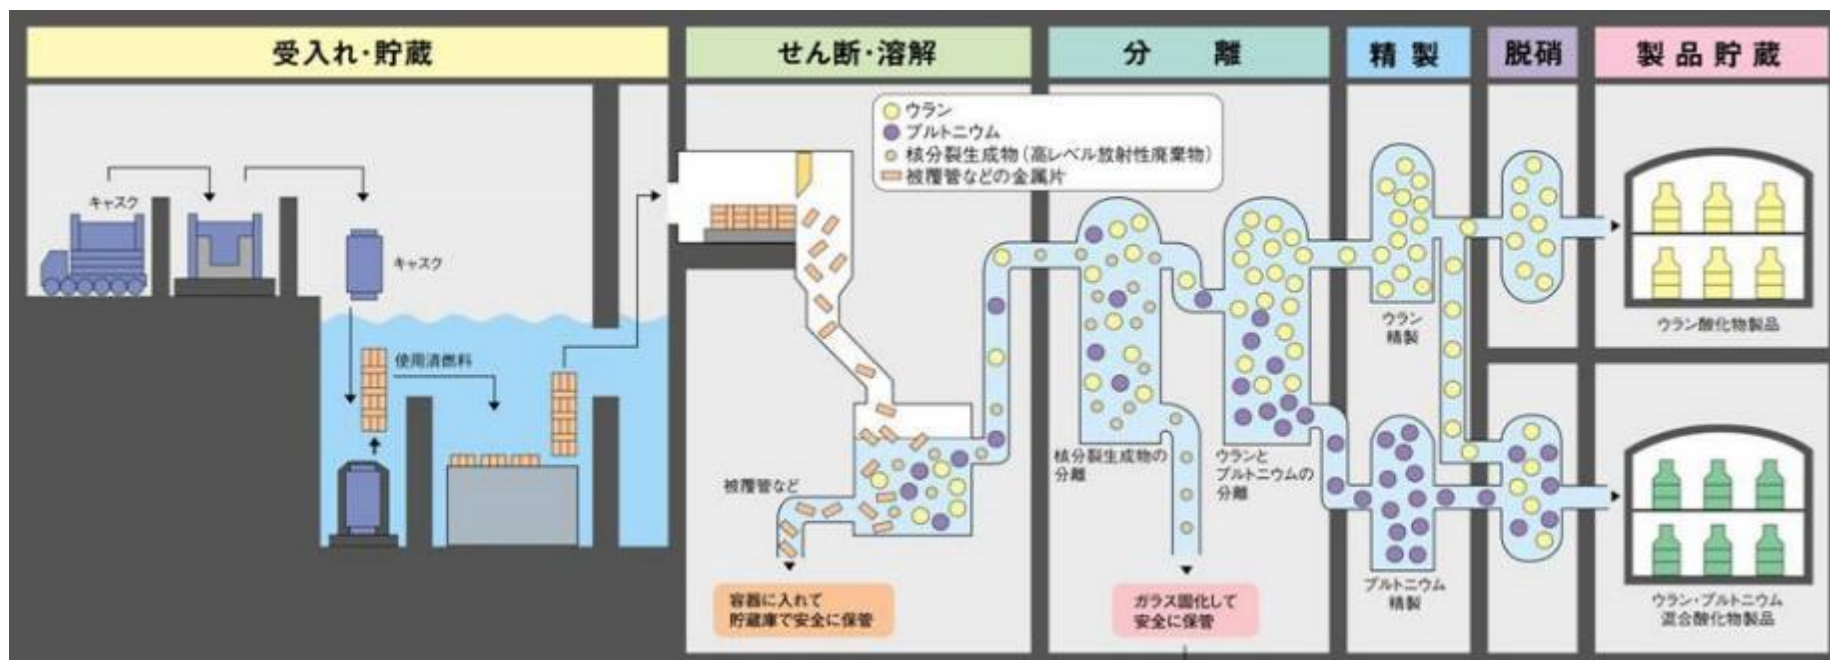 受入れ・貯蔵
せん断・溶解
分離
精製
脱硝
製品貯蔵
ウラン
プルトニウム
核分裂生成物（高レベル放射性廃棄物）
被覆管などの金属片
キャスク
キャスク
使用済燃料
被覆管など
容器に入れて
貯蔵庫で安全に保管
核分裂生成物の
分離
ガラス固化して
安全に保管
ウランと
プルトニウムの
分離
ウラン
精製
プルトニウム
精製
ウラン酸化物製品
ウラン・プルトニウム
混合酸化物製品